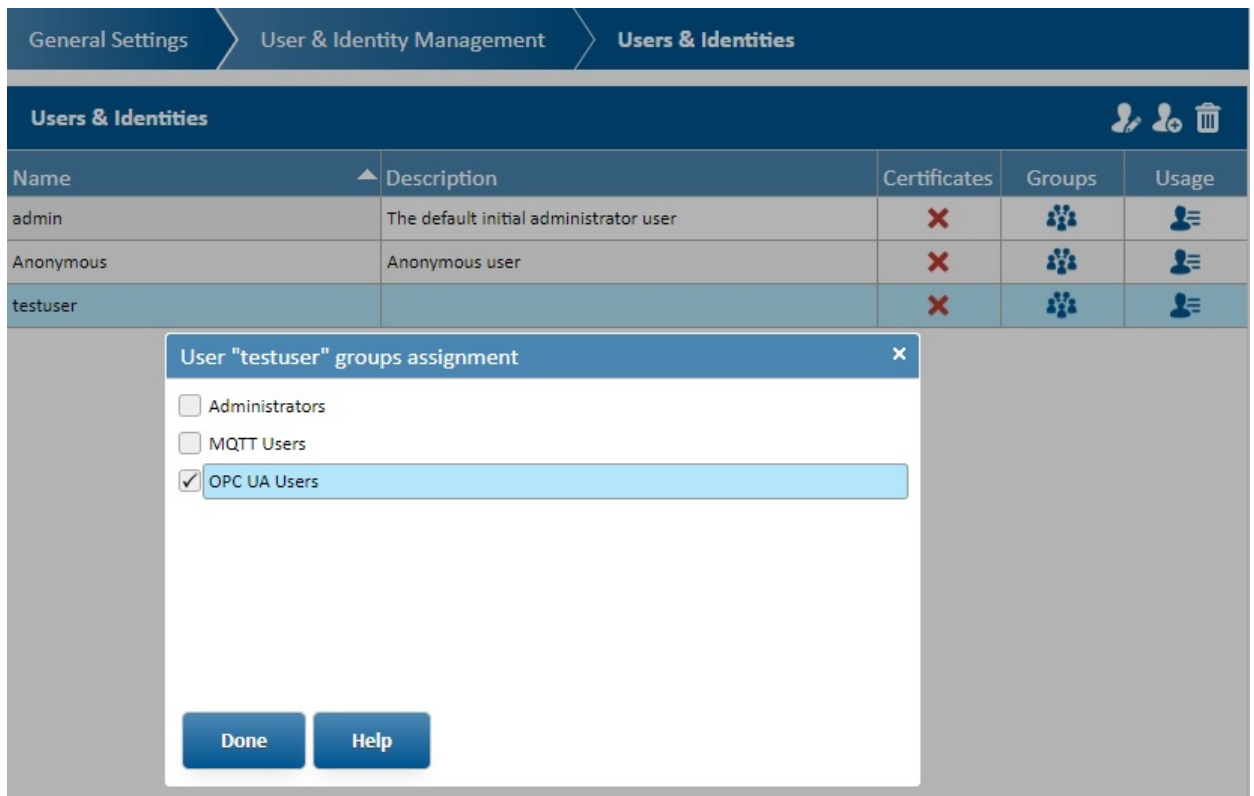 General Settings User & Identity Management Users & Identities
Users & Identities
Name Description Certificates Groups Usage
admin The default initial administrator user
Anonymous Anonymous user
testuser
User "testuser" groups assignment
Administrators
MQTT Users
OPC UA Users
Done Help